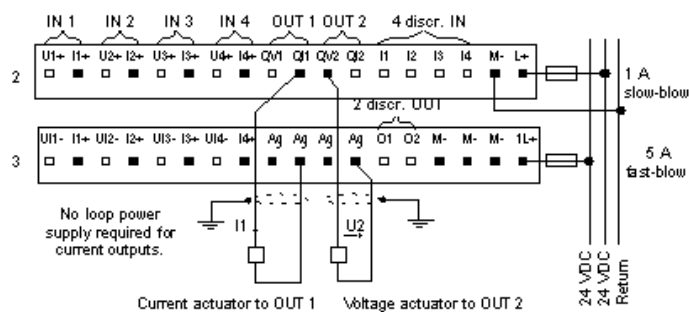 IN 1 IN 2 IN 3 IN 4 OUT 1 OUT 2 4 discr. IN
U1+ I1+ U2+ I2+ U3+ I3+ U4+ I4+ QV1 QI1 QV2 QI2 I1 I2 I3 I4 M- L+
2
1 A
slow-blow
2 discr. OUT
UI1- I1+ UI2- I2+ UI3- I3+ UI4- I4+ Ag Ag Ag Ag O1 O2 M- M- M- 1L+
3
5 A
fast-blow
No loop power
supply required for
current outputs.
I1
U2
24 VDC
24 VDC
Return
Current actuator to OUT 1
Voltage actuator to OUT 2